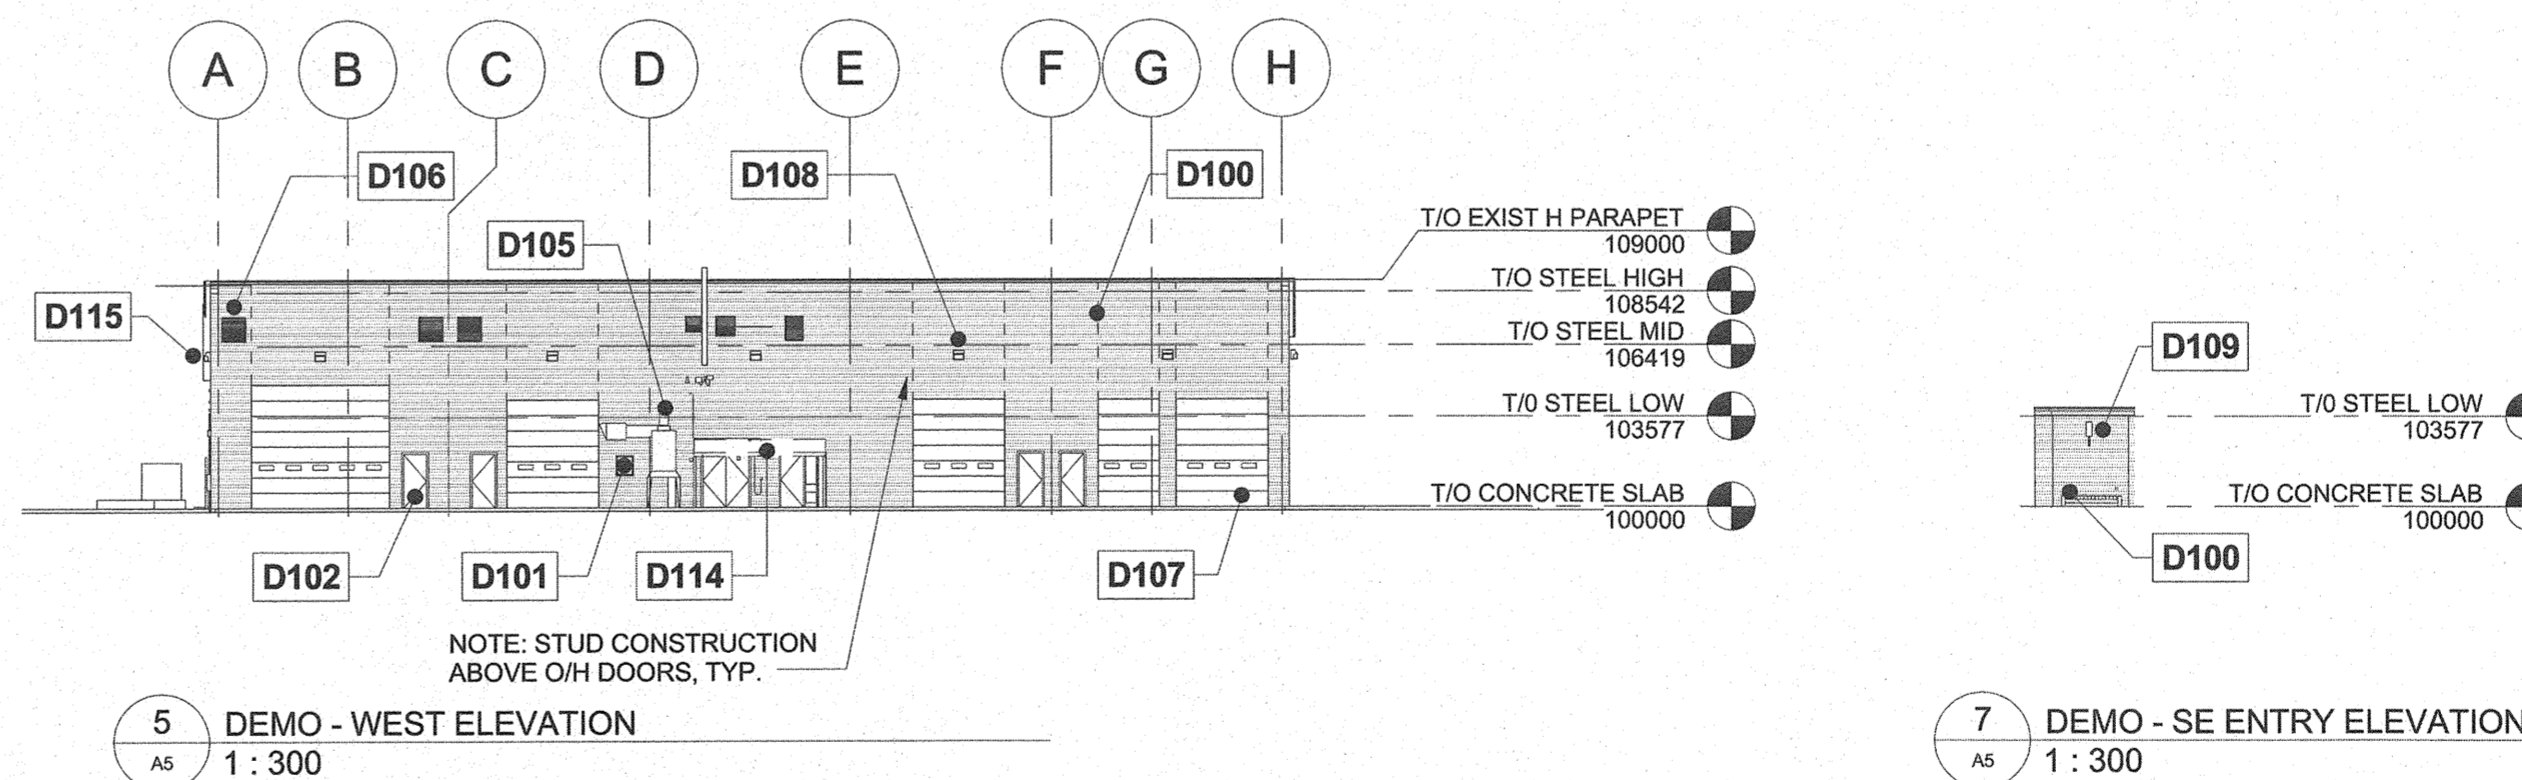 A B C D E F G H
D106
D108
D100
D105
D115
T/O EXIST H PARAPET
109000
T/O STEEL HIGH
108542
T/O STEEL MID
106419
T/0 STEEL LOW
103577
T/O CONCRETE SLAB
100000
D102
D101
D114
D107
NOTE: STUD CONSTRUCTION
ABOVE O/H DOORS, TYP.
5
A5
DEMO - WEST ELEVATION
1 : 300
D109
T/0 STEEL LOW
103577
T/O CONCRETE SLAB
100000
D100
7
A5
DEMO - SE ENTRY ELEVATION
1 : 300